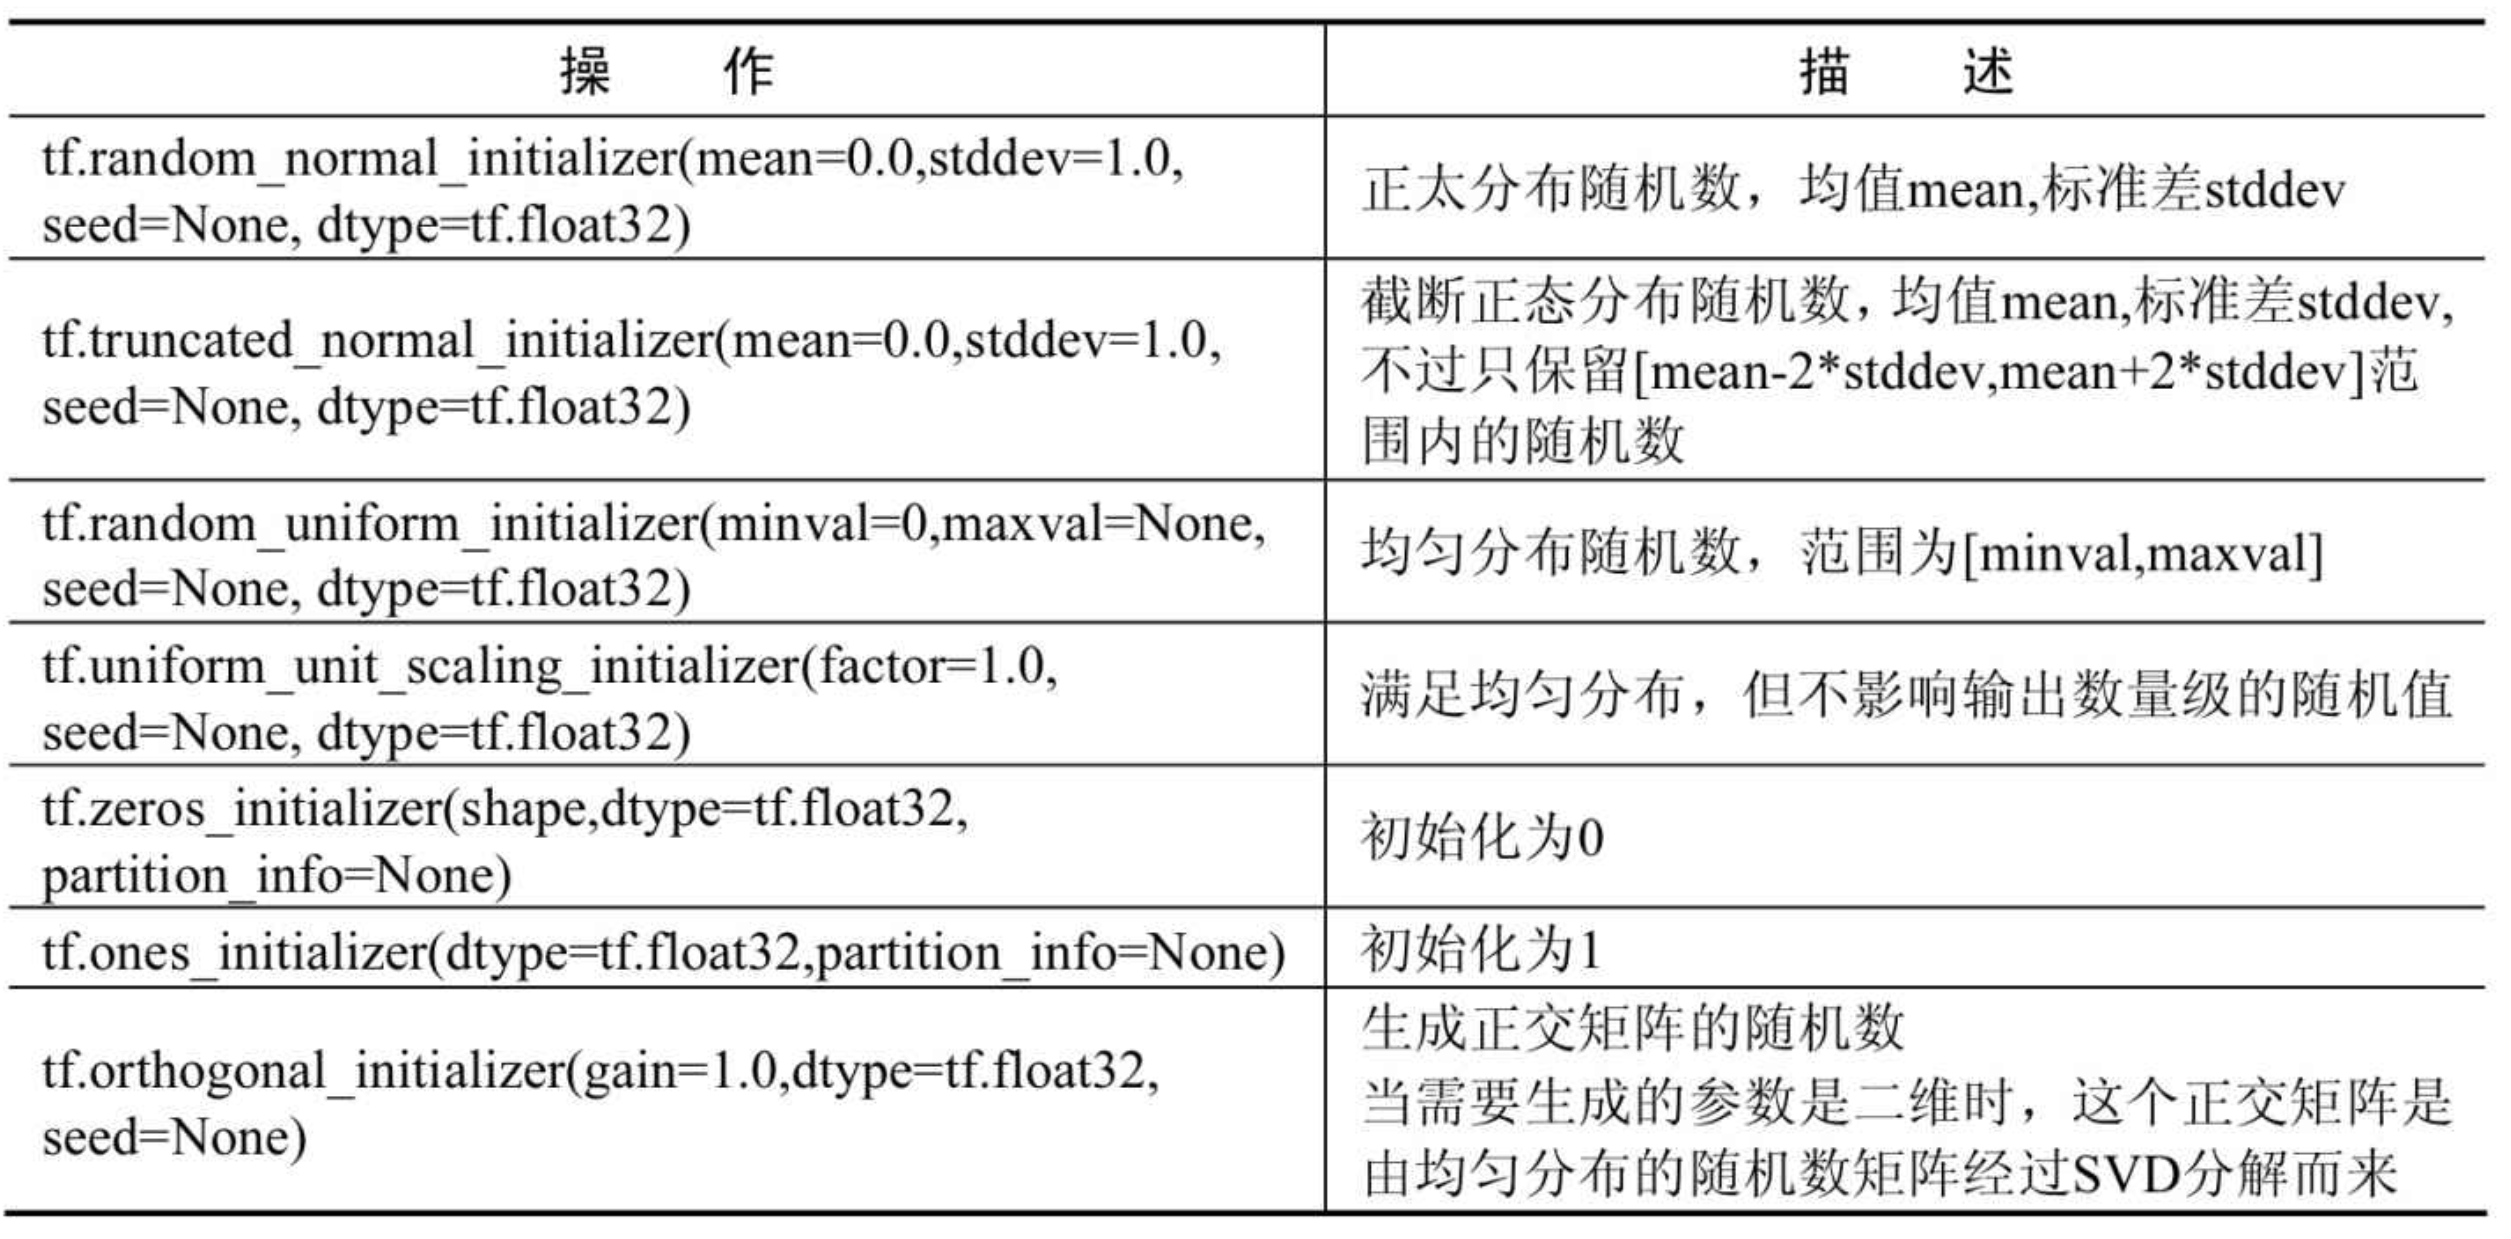 操 作
描 述
tf.random_normal_initializer(mean=0.0,stddev=1.0,
seed=None, dtype=tf.float32)
正太分布随机数，均值mean,标准差stddev
tf.truncated_normal_initializer(mean=0.0,stddev=1.0,
seed=None, dtype=tf.float32)
截断正态分布随机数，均值mean,标准差stddev,
不过只保留[mean-2*stddev,mean+2*stddev]范
围内的随机数
tf.random_uniform_initializer(minval=0,maxval=None,
seed=None, dtype=tf.float32)
均匀分布随机数，范围为[minval,maxval]
tf.uniform_unit_scaling_initializer(factor=1.0,
seed=None, dtype=tf.float32)
满足均匀分布，但不影响输出数量级的随机值
tf.zeros_initializer(shape,dtype=tf.float32,
partition_info=None)
初始化为0
tf.ones_initializer(dtype=tf.float32,partition_info=None)
初始化为1
tf.orthogonal_initializer(gain=1.0,dtype=tf.float32,
seed=None)
生成正交矩阵的随机数
当需要生成的参数是二维时，这个正交矩阵是
由均匀分布的随机数矩阵经过SVD分解而来